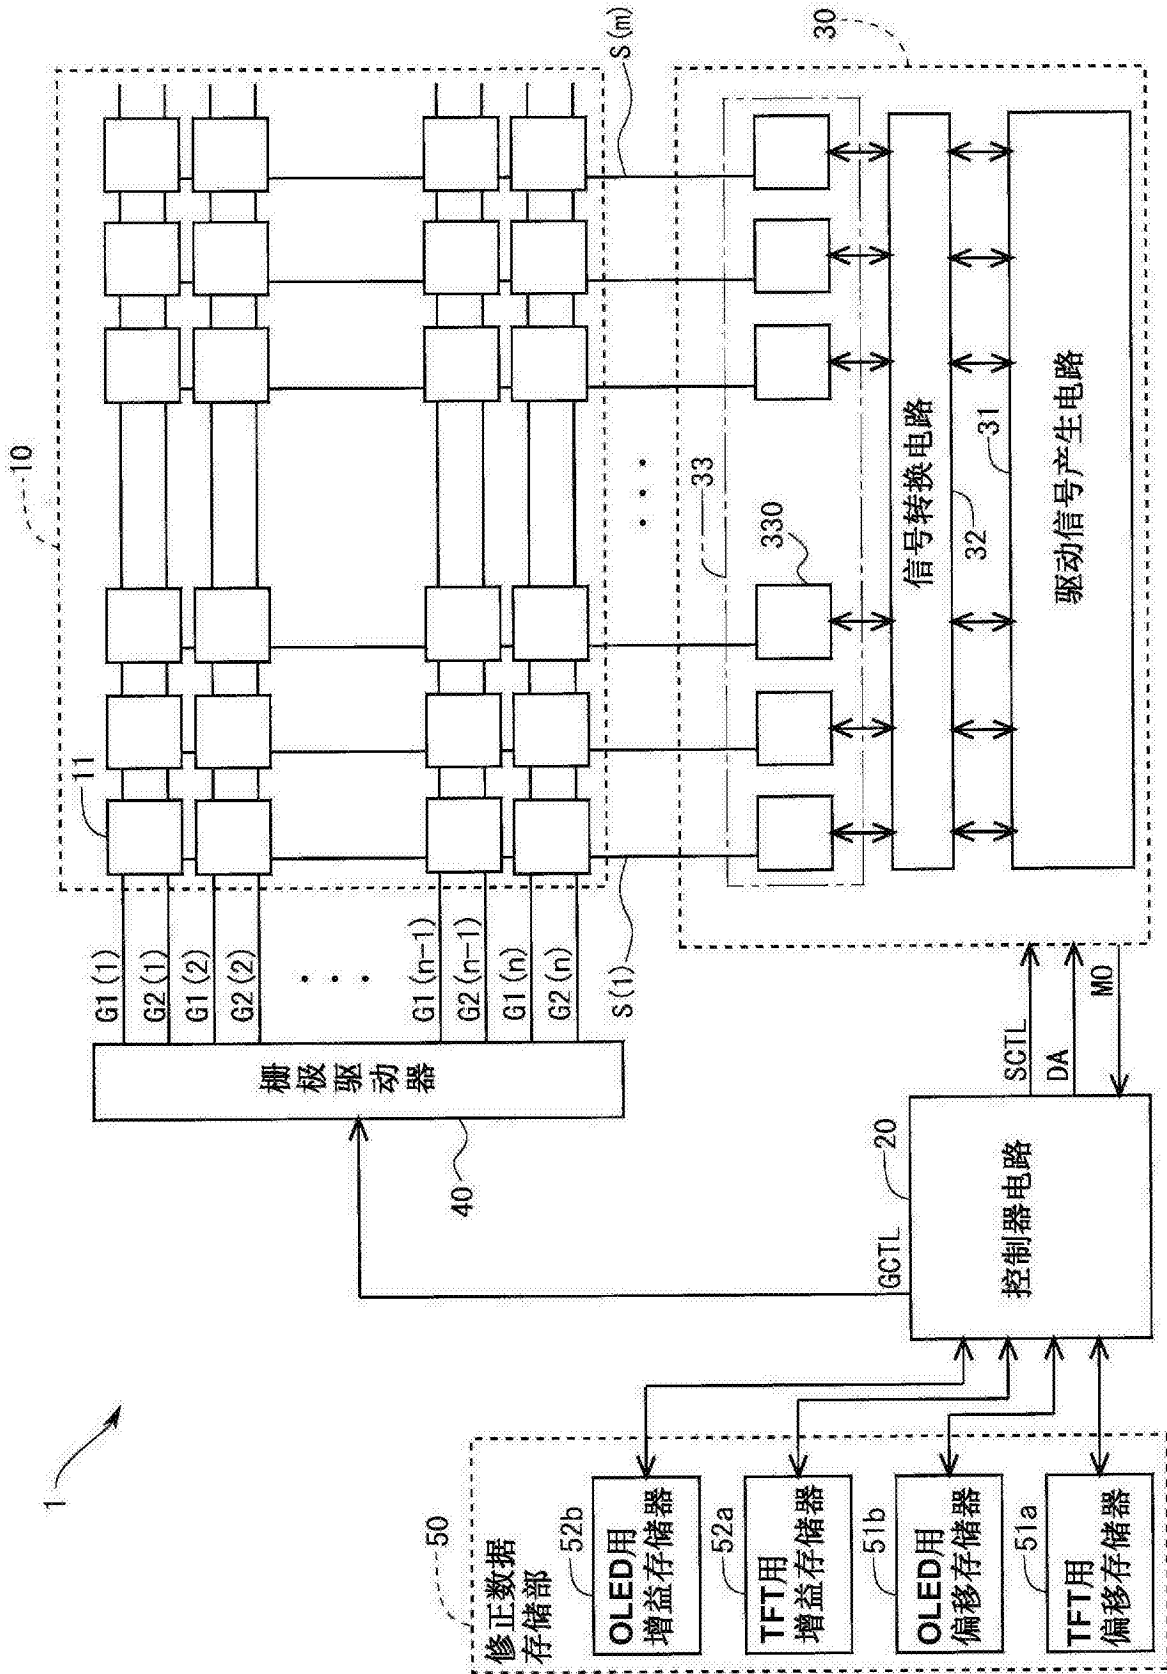 1
10
11
G1(1)
G2(1)
G1(2)
G2(2)
. . .
G1(n-1)
G2(n-1)
G1(n)
G2(n)
S(1)
S(m)
. . .
栅极驱动器
40
30
33
330
信号转换电路
32
31
驱动信号产生电路
GCTL
20
控制器电路
SCTL
DA
MO
50
修正数据
存储部
52b
OLED用
增益存储器
52a
TFT用
增益存储器
51b
OLED用
偏移存储器
51a
TFT用
偏移存储器